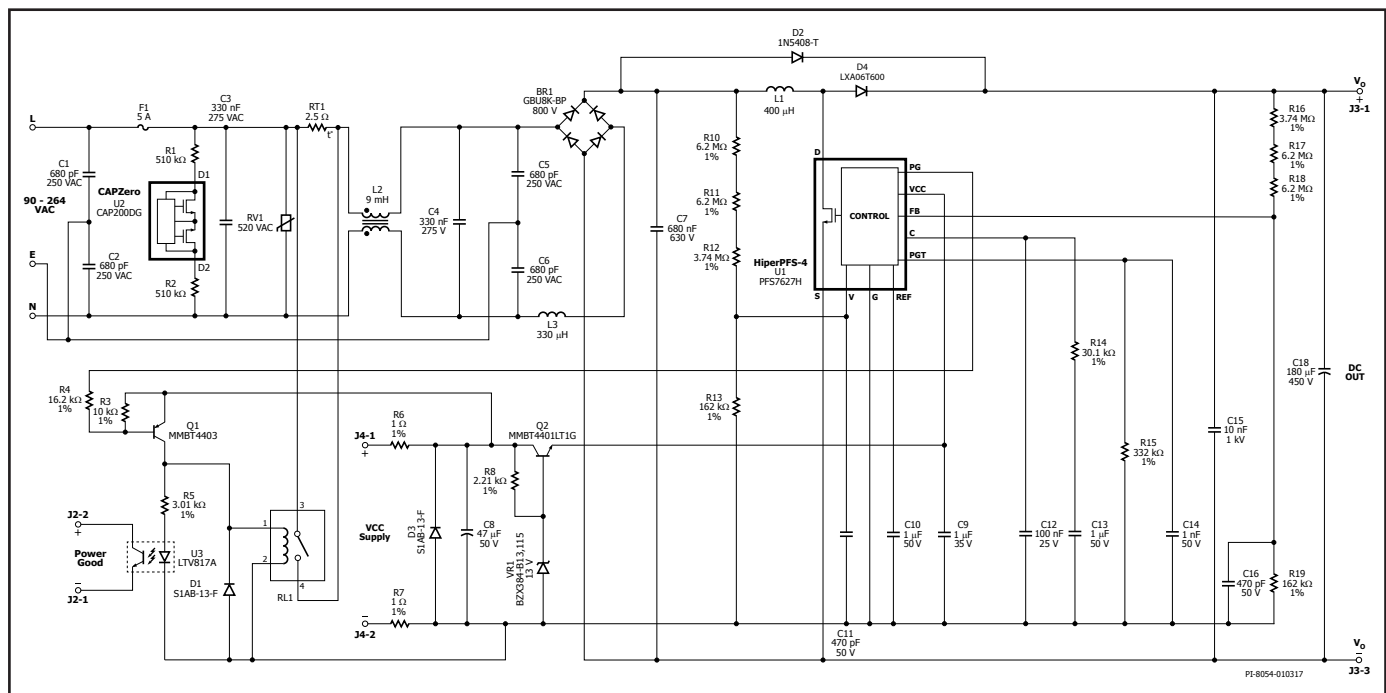 D2
1N5408-T
D4
LXA06T600
VO
+
J3-1
L1
400 µH
BR1
GBU8K-BP
800 V
L
F1
5 A
C3
330 nF
275 VAC
RT1
2.5 Ω
t°
R1
510 kΩ
D1
C1
680 pF
250 VAC
90 - 264
VAC
CAPZero
U2
CAP200DG
D2
R2
510 kΩ
C2
680 pF
250 VAC
E
N
RV1
520 VAC
L2
9 mH
C4
330 nF
275 V
C5
680 pF
250 VAC
C6
680 pF
250 VAC
L3
330 µH
C7
680 nF
630 V
R10
6.2 MΩ
1%
R11
6.2 MΩ
1%
R12
3.74 MΩ
1%
D
PG
VCC
CONTROL
FB
C
PGT
HiperPFS-4
U1
PFS7627H
S
V
G
REF
R16
3.74 MΩ
1%
R17
6.2 MΩ
1%
R18
6.2 MΩ
1%
R14
30.1 kΩ
1%
R15
332 kΩ
1%
C18
180 µF
450 V
DC
OUT
C15
10 nF
1 kV
R4
16.2 kΩ
1%
R3
10 kΩ
1%
Q1
MMBT4403
R13
162 kΩ
1%
J4-1
+
R6
1 Ω
1%
Q2
MMBT4401LT1G
R8
2.21 kΩ
1%
VCC
Supply
D3
S1AB-13-F
C8
47 µF
50 V
VR1
BZX384-B13,115
13 V
R5
3.01 kΩ
1%
J2-2
+
Power
Good
−
J2-1
U3
LTV817A
D1
S1AB-13-F
3
1
2
4
RL1
−
J4-2
R7
1 Ω
1%
C11
470 pF
50 V
C10
1 µF
50 V
C9
1 µF
35 V
C12
100 nF
25 V
C13
1 µF
50 V
C14
1 nF
50 V
C16
470 pF
50 V
R19
162 kΩ
1%
VO
−
J3-3
PI-8054-010317